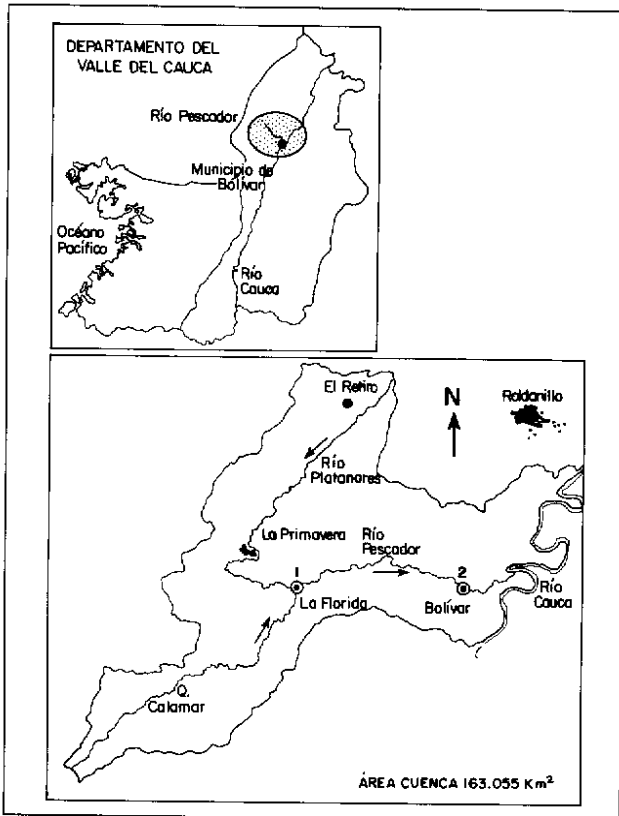 DEPARTAMENTO DEL
VALLE DEL CAUCA
Río Pescador
Municipio de
Bolívar
Océano
Pacífico
Río
Cauca
El Retiro
N
Roldanillo
Río
Platanares
La Primavera
Río
Pescador
1
2
La Florida
Bolívar
Río
Cauca
Q.
Calamar
ÁREA CUENCA 163.055 Km²